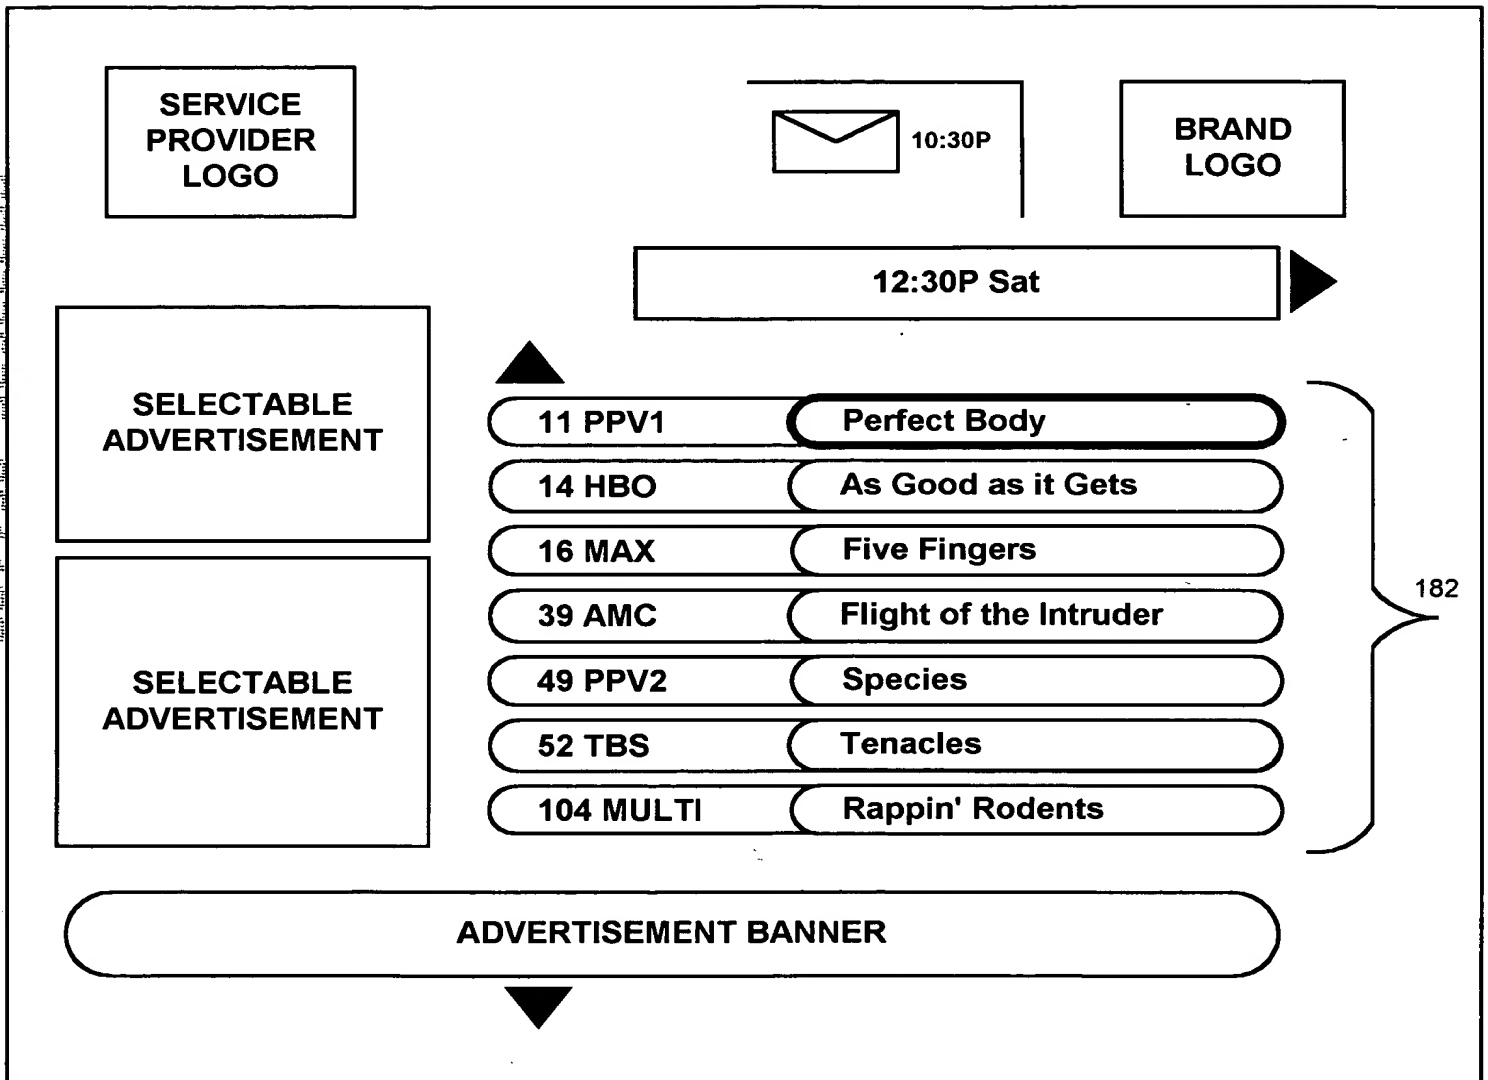 SERVICE
PROVIDER
LOGO
10:30P
BRAND
LOGO
12:30P Sat
SELECTABLE
ADVERTISEMENT
SELECTABLE
ADVERTISEMENT
11 PPV1 Perfect Body
14 HBO As Good as it Gets
16 MAX Five Fingers
39 AMC Flight of the Intruder
49 PPV2 Species
52 TBS Tenacles
104 MULTI Rappin' Rodents
182
ADVERTISEMENT BANNER